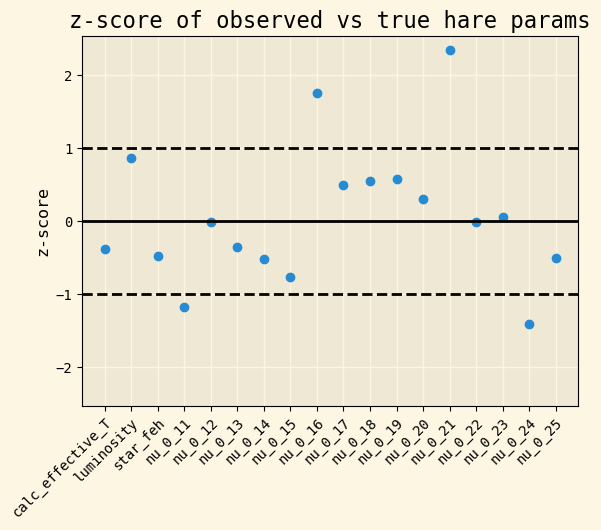 z-score of observed vs true hare params
z-score
2
1
0
−1
−2
calc_effective_T
luminosity
star_feh
nu_0_11
nu_0_12
nu_0_13
nu_0_14
nu_0_15
nu_0_16
nu_0_17
nu_0_18
nu_0_19
nu_0_20
nu_0_21
nu_0_22
nu_0_23
nu_0_24
nu_0_25